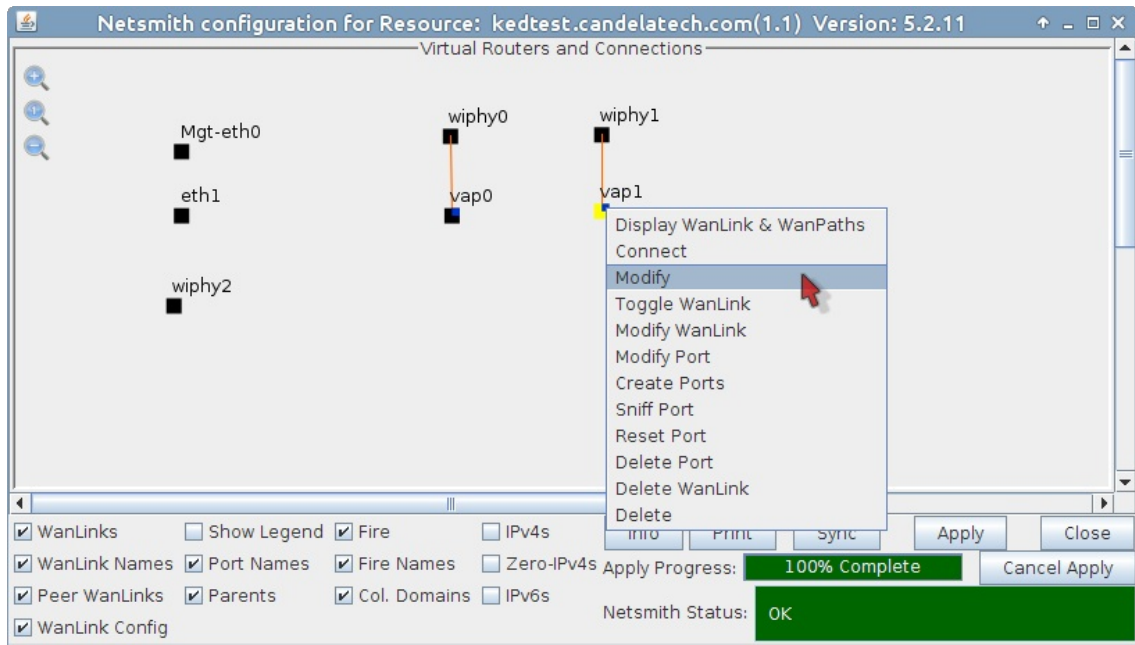 Netsmith configuration for Resource: kedtest.candelatech.com(1.1) Version: 5.2.11
Virtual Routers and Connections
wiphy0
wiphy1
Mgt-eth0
eth1
vap0
vap1
wiphy2
Display WanLink & WanPaths
Connect
Modify
Toggle WanLink
Modify WanLink
Modify Port
Create Ports
Sniff Port
Reset Port
Delete Port
Delete WanLink
Delete
WanLinks Show Legend Fire IPv4s Info Print Sync Apply Close
WanLink Names Port Names Fire Names Zero-IPv4s Apply Progress: 100% Complete Cancel Apply
Peer WanLinks Parents Col. Domains IPv6s
Netsmith Status: OK
WanLink Config